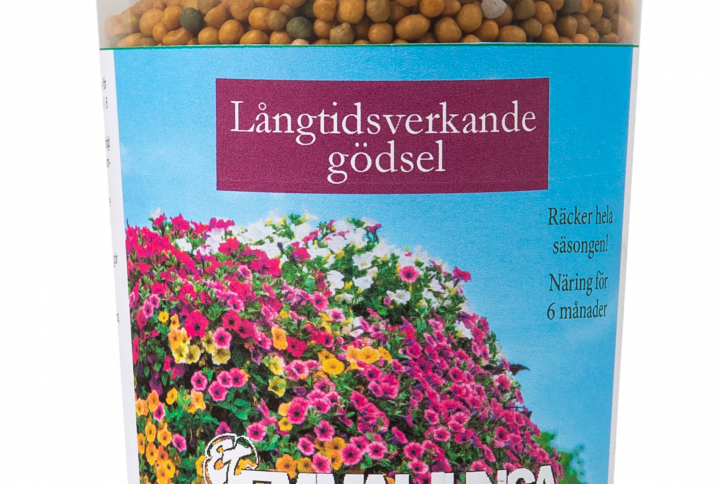 Långtidsverkande
gödsel
Räcker hela
säsongen!
Näring för
6 månader